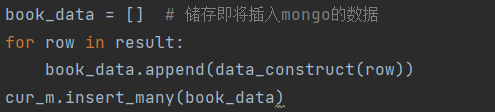 book_data = []  # 储存即将插入mongo的数据
for row in result:
    book_data.append(data_construct(row))
cur_m.insert_many(book_data)